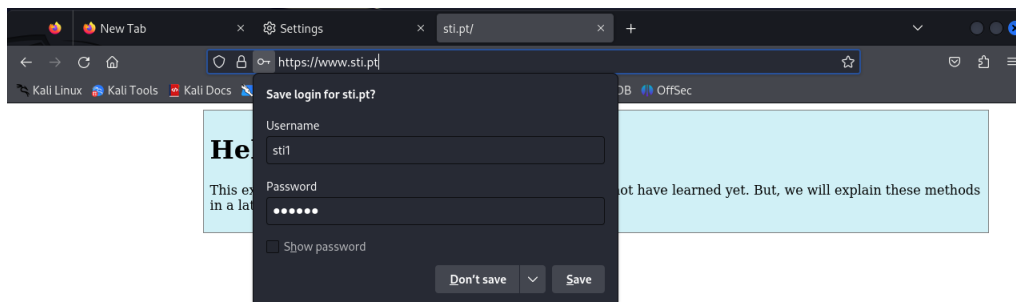 New Tab × Settings × sti.pt/ × +
https://www.sti.pt
Kali Linux Kali Tools Kali Docs DB OffSec
Save login for sti.pt?
Username
sti1
Password
●●●●●●
Show password
Don't save Save
Hel
This ex ot have learned yet. But, we will explain these methods
in a lat